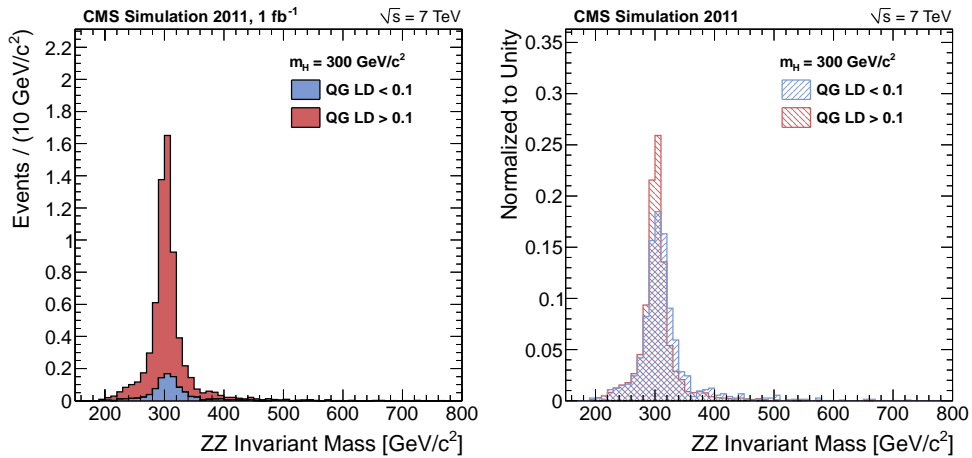 CMS Simulation 2011, 1 fb⁻¹
√s = 7 TeV
Events / (10 GeV/c²)
2.2
2
1.8
1.6
1.4
1.2
1
0.8
0.6
0.4
0.2
0
m_H = 300 GeV/c²
QG LD < 0.1
QG LD > 0.1
200 300 400 500 600 700 800
ZZ Invariant Mass [GeV/c²]
CMS Simulation 2011
√s = 7 TeV
Normalized to Unity
0.35
0.3
0.25
0.2
0.15
0.1
0.05
0
m_H = 300 GeV/c²
QG LD < 0.1
QG LD > 0.1
200 300 400 500 600 700 800
ZZ Invariant Mass [GeV/c²]